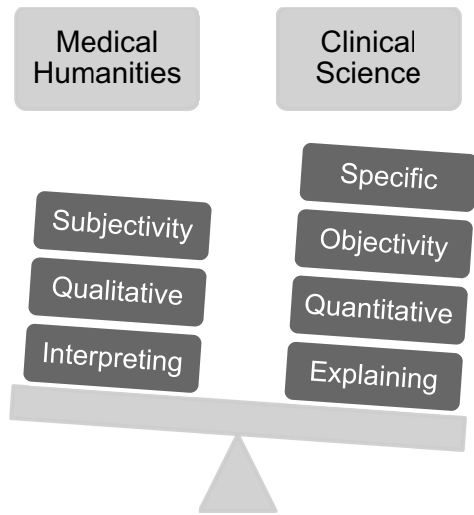 Medical
Humanities
Clinical
Science
Subjectivity
Qualitative
Interpreting
Specific
Objectivity
Quantitative
Explaining